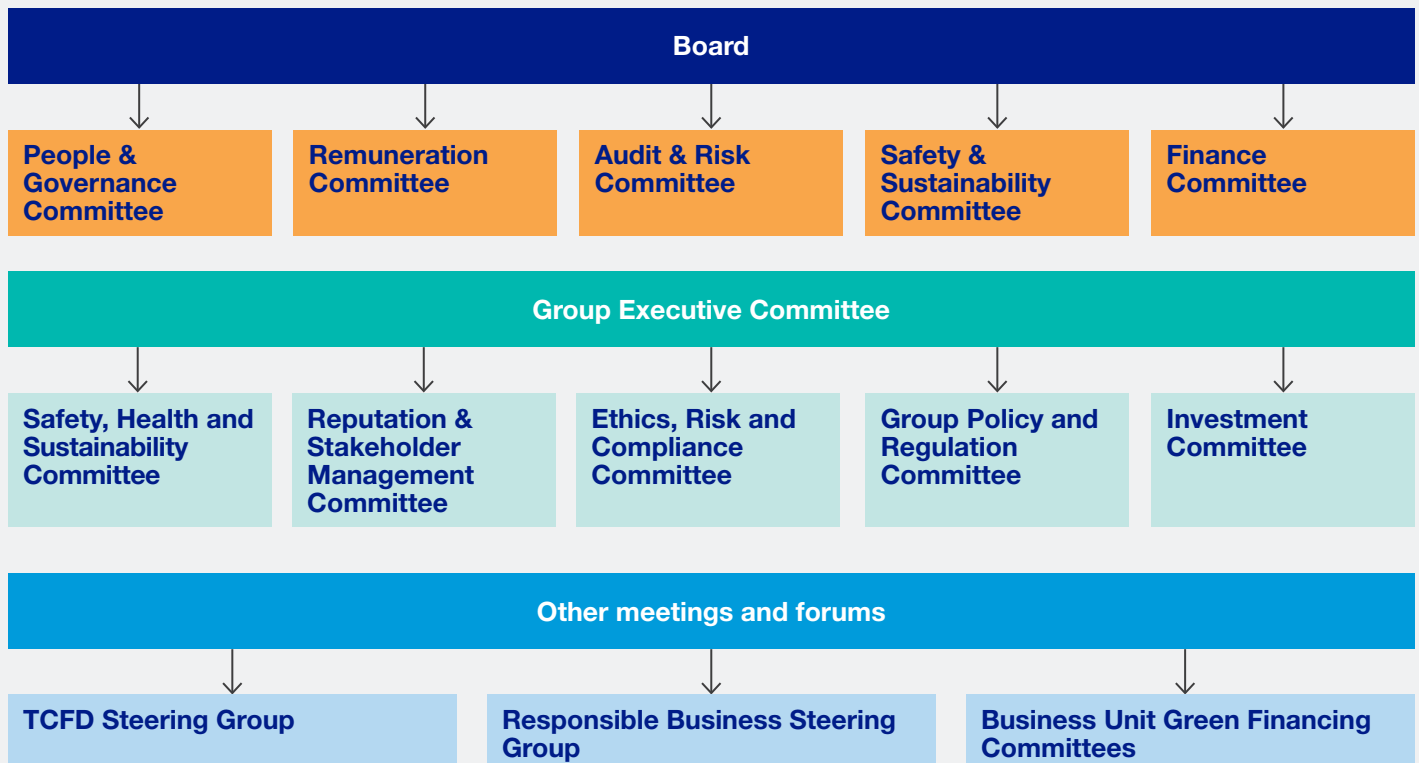 Board
People &
Governance
Committee
Remuneration
Committee
Audit & Risk
Committee
Safety &
Sustainability
Committee
Finance
Committee
Group Executive Committee
Safety, Health and
Sustainability
Committee
Reputation &
Stakeholder
Management
Committee
Ethics, Risk and
Compliance
Committee
Group Policy and
Regulation
Committee
Investment
Committee
Other meetings and forums
TCFD Steering Group
Responsible Business Steering
Group
Business Unit Green Financing
Committees